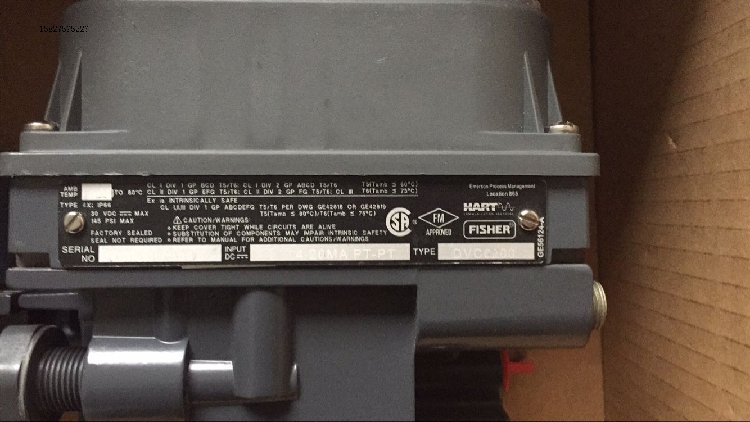 AMB TEMP TO 80°C
CL I DIV 1 GP BCD T5/T6; CL I DIV 2 GP ABCD T5/T6 T5(Tamb ≤ 80°C)
CL II DIV 1 GP EFG T5/T6; CL II DIV 2 GP FG T5/T6; CL III T6(Tamb ≤ 75°C)
Ex ia INTRINSICALLY SAFE
CL I,II,III DIV 1 GP ABCDEFG T5/T6 PER DWG GE42818 OR GE42819
T5(Tamb ≤ 80°C)/T6(Tamb ≤ 75°C)
TYPE 4X; IP66
30 VDC MAX
145 PSI MAX
FACTORY SEALED
SEAL NOT REQUIRED
⚠CAUTION/WARNING:
• KEEP COVER TIGHT WHILE CIRCUITS ARE ALIVE
• SUBSTITUTION OF COMPONENTS MAY IMPAIR INTRINSIC SAFETY
• REFER TO MANUAL FOR ADDITIONAL CAUTIONS/WARNINGS
FM
APPROVED
Emerson Process Management
HART
FISHER
GE56124-A
SERIAL NO
INPUT DC
MA PT-PT
TYPE